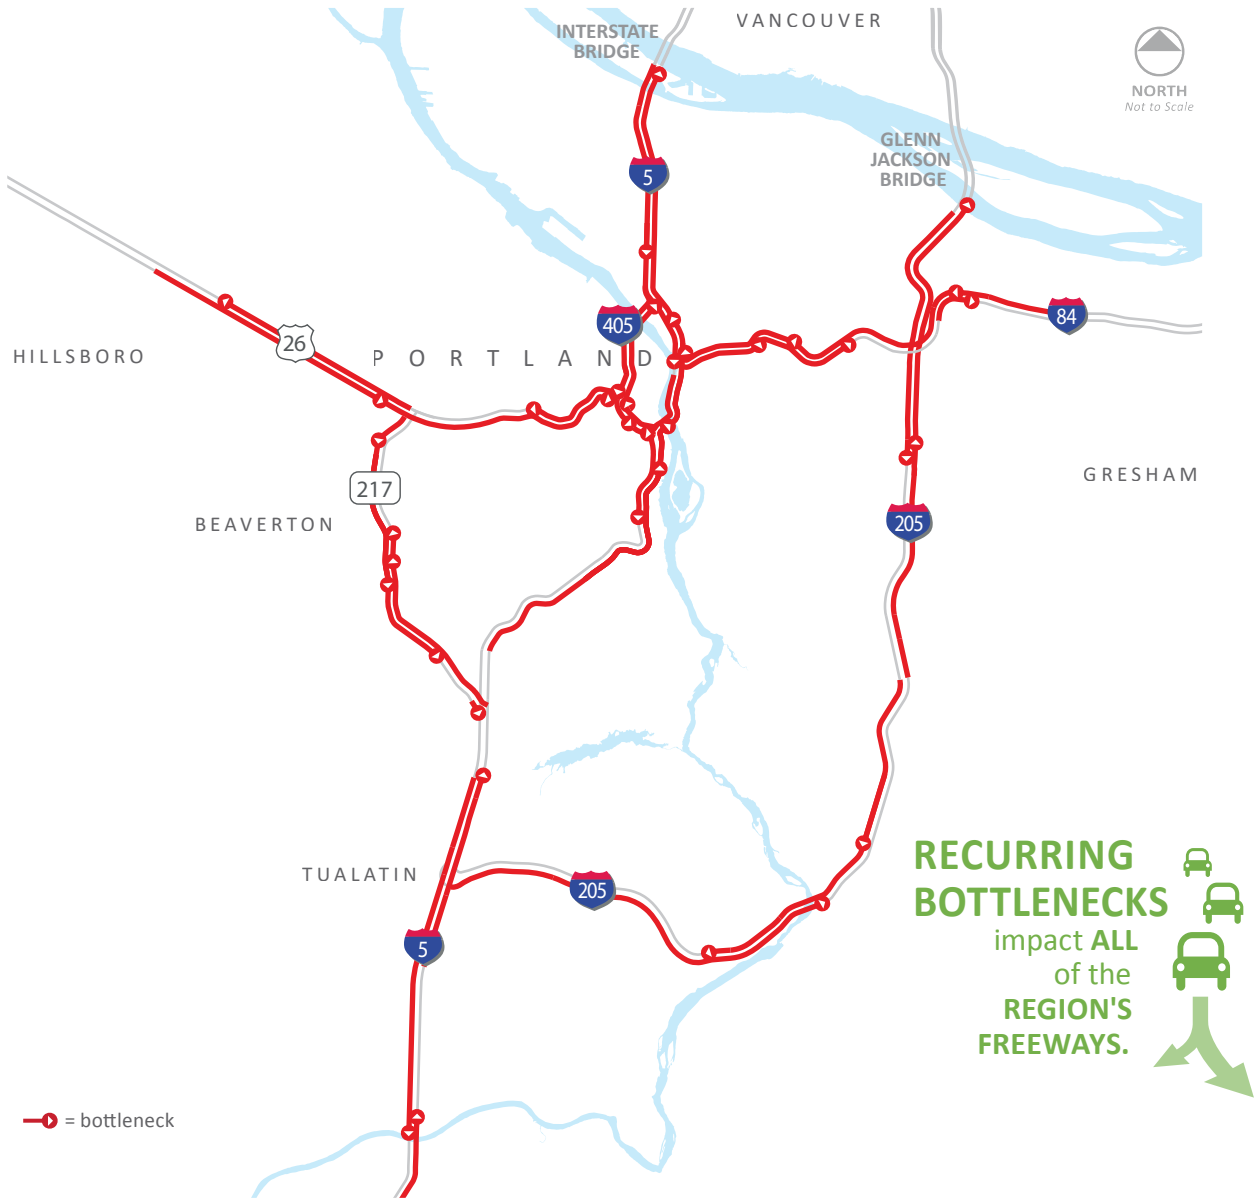 VANCOUVER
INTERSTATE
BRIDGE
NORTH
Not to Scale
GLENN
JACKSON
BRIDGE
5
405
84
26
HILLSBORO
PORTLAND
217
GRESHAM
BEAVERTON
205
TUALATIN
205
5
RECURRING
BOTTLENECKS
impact ALL
of the
REGION'S
FREEWAYS.
= bottleneck